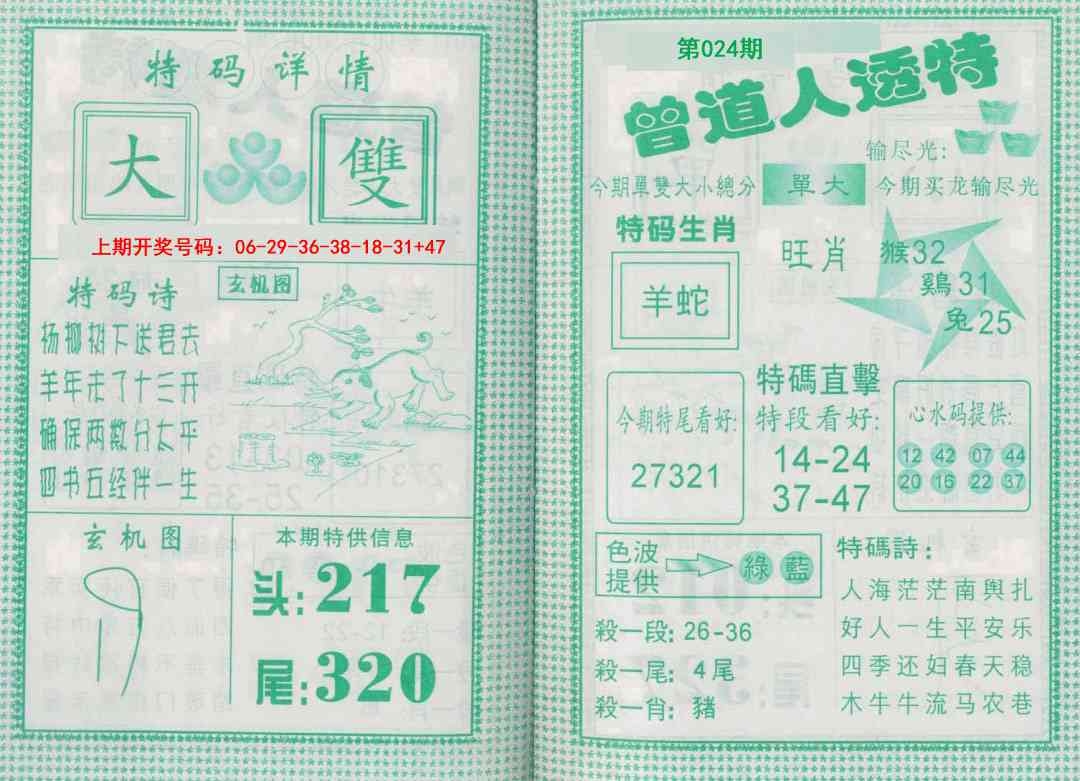 特码详情
大
雙
上期开奖号码：06-29-36-38-18-31+47
特码诗
杨柳树下送君去
羊年走了十三开
确保两数分太平
四书五经伴一生
玄机图
玄机图
本期特供信息
头:217
尾:320
第024期
曾道人透特
输尽光:
今期單雙大小總分
單大
今期买龙输尽光
特码生肖
羊蛇
旺肖
猴32
鷄31
兔25
今期特尾看好:
27321
特碼直擊
特段看好:
14-24
37-47
心水码提供:
12 42 07 44
20 16 22 37
色波
提供
綠藍
殺一段: 26-36
殺一尾: 4尾
殺一肖: 豬
特碼詩:
人海茫茫南舆扎
好人一生平安乐
四季还妇春天稳
木牛牛流马农巷